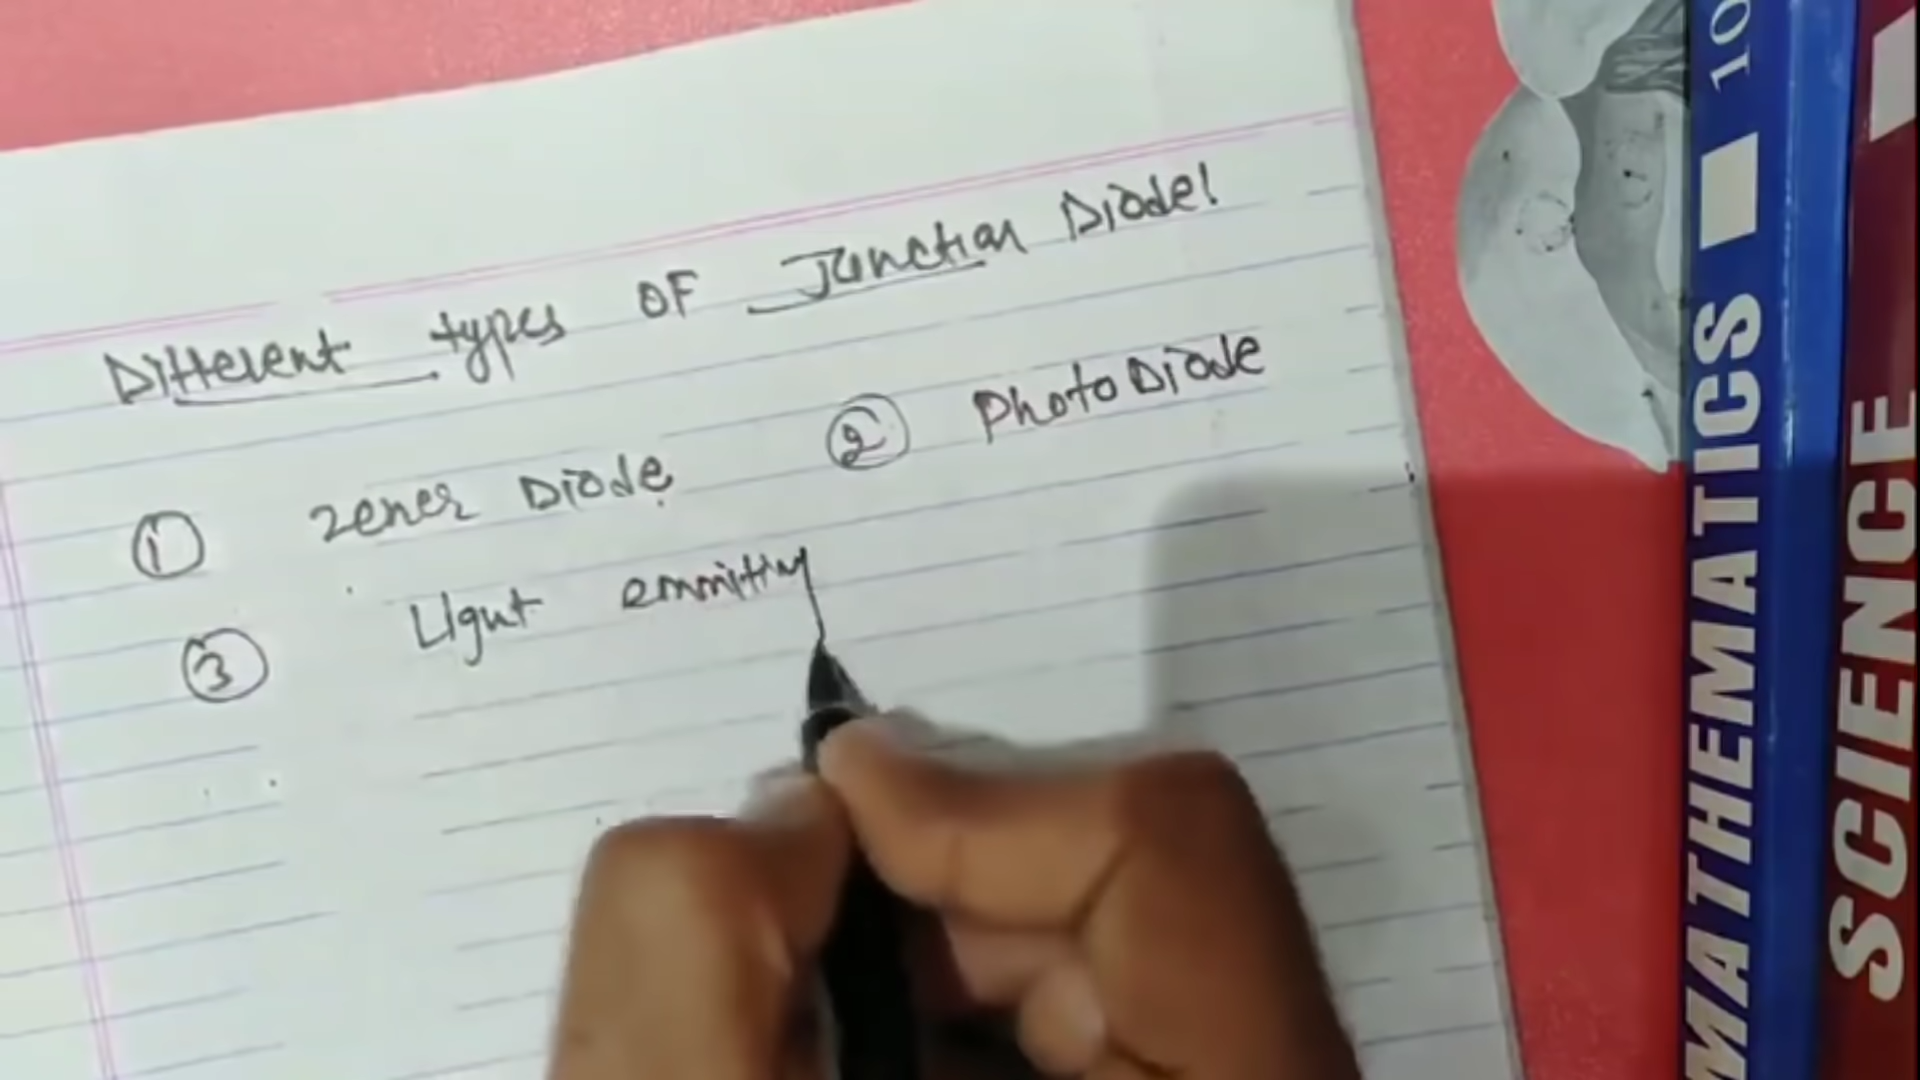 Different types OF Junction Diode!
① Zener Diode ② Photo Diode
③ Light emmitting
MATHEMATICS 10
SCIENCE